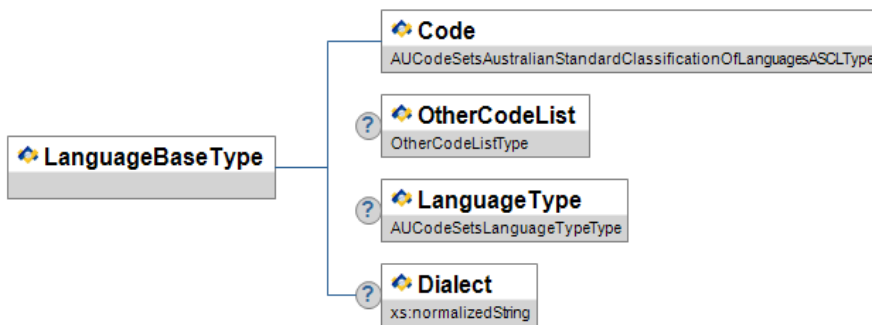 Code
AUCodeSetsAustralianStandardClassificationOfLanguagesASCLType
?
OtherCodeList
OtherCodeListType
LanguageBaseType
?
LanguageType
AUCodeSetsLanguageTypeType
?
Dialect
xs:normalizedString